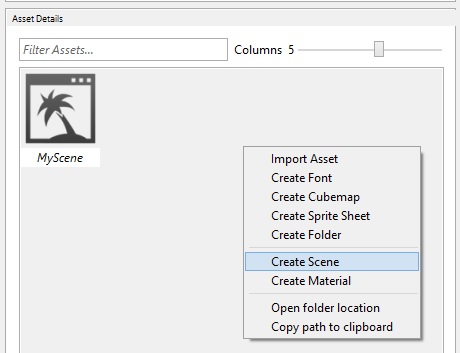 Asset Details
Filter Assets...
Columns 5
MyScene
Import Asset
Create Font
Create Cubemap
Create Sprite Sheet
Create Folder
Create Scene
Create Material
Open folder location
Copy path to clipboard